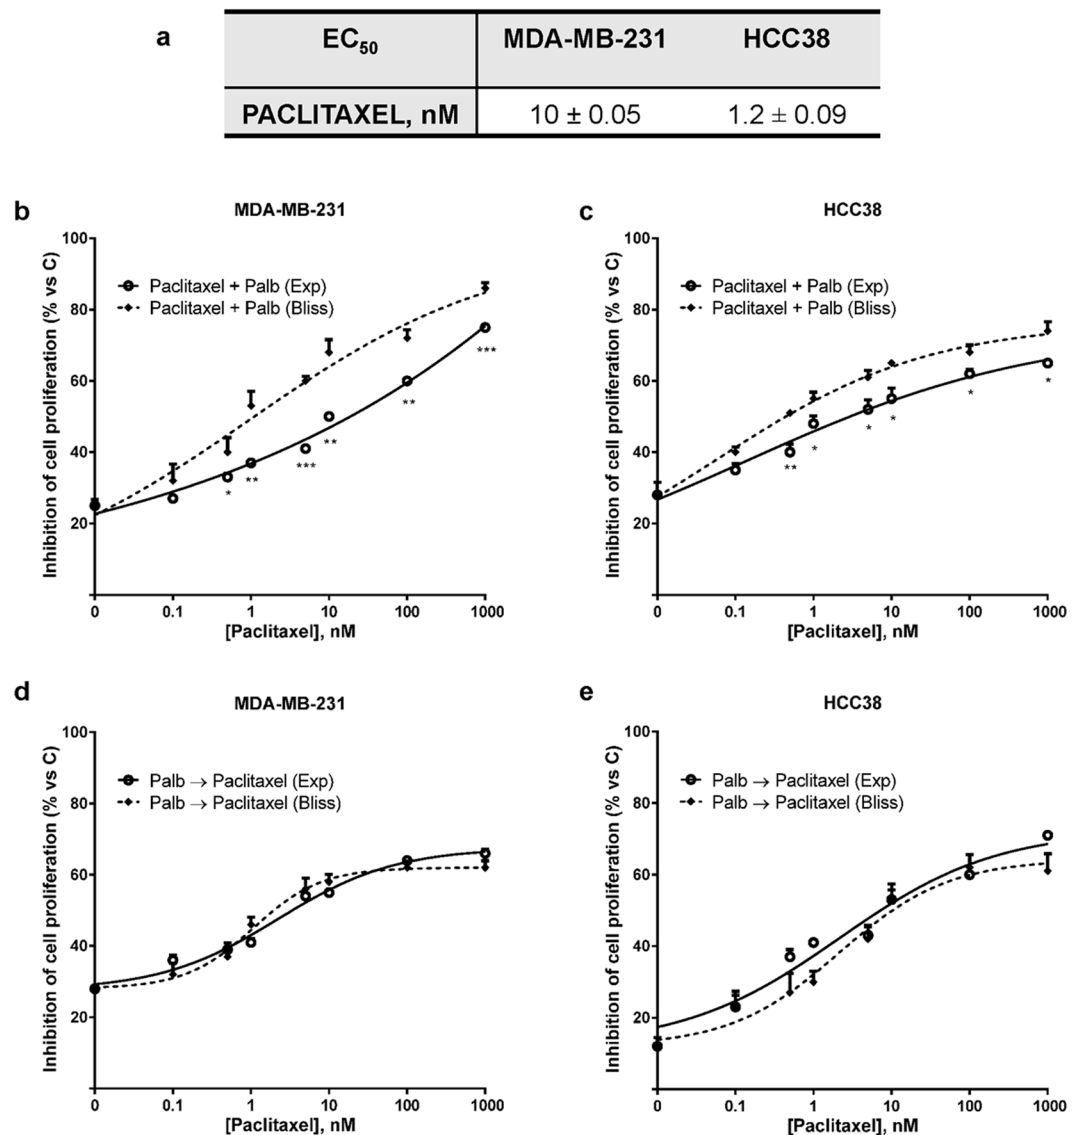 a
EC50 MDA-MB-231 HCC38
PACLITAXEL, nM 10 ± 0.05 1.2 ± 0.09
b
MDA-MB-231
Inhibition of cell proliferation (% vs C)
100
80
60
40
20
Paclitaxel + Palb (Exp)
Paclitaxel + Palb (Bliss)
* ** *** ** ** ***
0 0.1 1 10 100 1000
[Paclitaxel], nM
c
HCC38
Inhibition of cell proliferation (% vs C)
100
80
60
40
20
Paclitaxel + Palb (Exp)
Paclitaxel + Palb (Bliss)
** * * * * *
0 0.1 1 10 100 1000
[Paclitaxel], nM
d
MDA-MB-231
Inhibition of cell proliferation (% vs C)
100
80
60
40
20
Palb → Paclitaxel (Exp)
Palb → Paclitaxel (Bliss)
0 0.1 1 10 100 1000
[Paclitaxel], nM
e
HCC38
Inhibition of cell proliferation (% vs C)
100
80
60
40
20
Palb → Paclitaxel (Exp)
Palb → Paclitaxel (Bliss)
0 0.1 1 10 100 1000
[Paclitaxel], nM